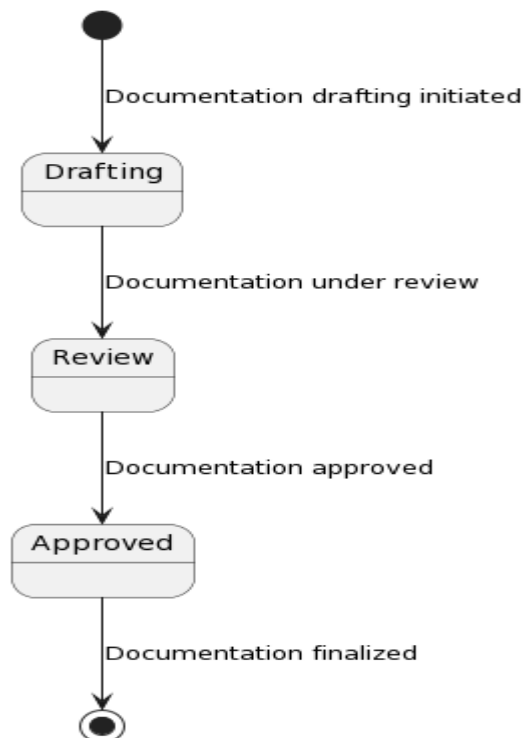 Documentation drafting initiated
Drafting
Documentation under review
Review
Documentation approved
Approved
Documentation finalized